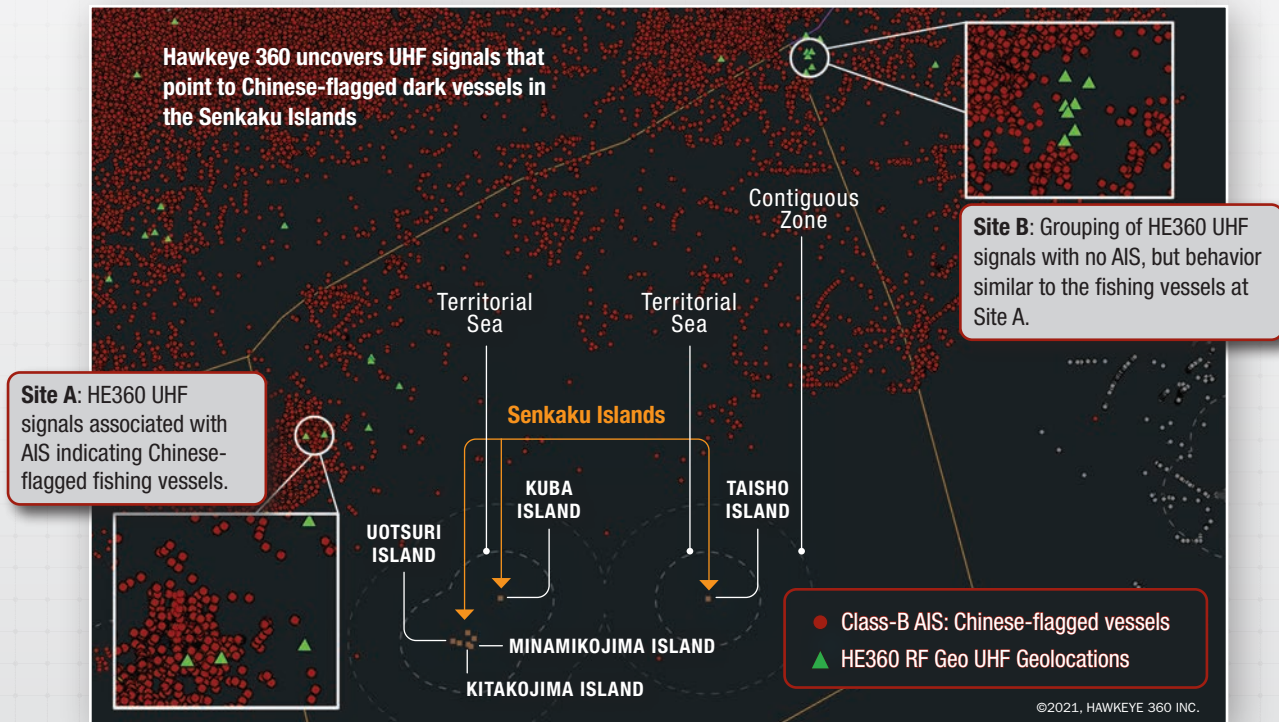 Hawkeye 360 uncovers UHF signals that
point to Chinese-flagged dark vessels in
the Senkaku Islands
Contiguous
Zone
Site B: Grouping of HE360 UHF
signals with no AIS, but behavior
similar to the fishing vessels at
Site A.
Territorial
Sea
Territorial
Sea
Site A: HE360 UHF
signals associated with
AIS indicating Chinese-
flagged fishing vessels.
Senkaku Islands
KUBA
ISLAND
TAISHO
ISLAND
UOTSURI
ISLAND
MINAMIKOJIMA ISLAND
KITAKOJIMA ISLAND
Class-B AIS: Chinese-flagged vessels
HE360 RF Geo UHF Geolocations
©2021, HAWKEYE 360 INC.